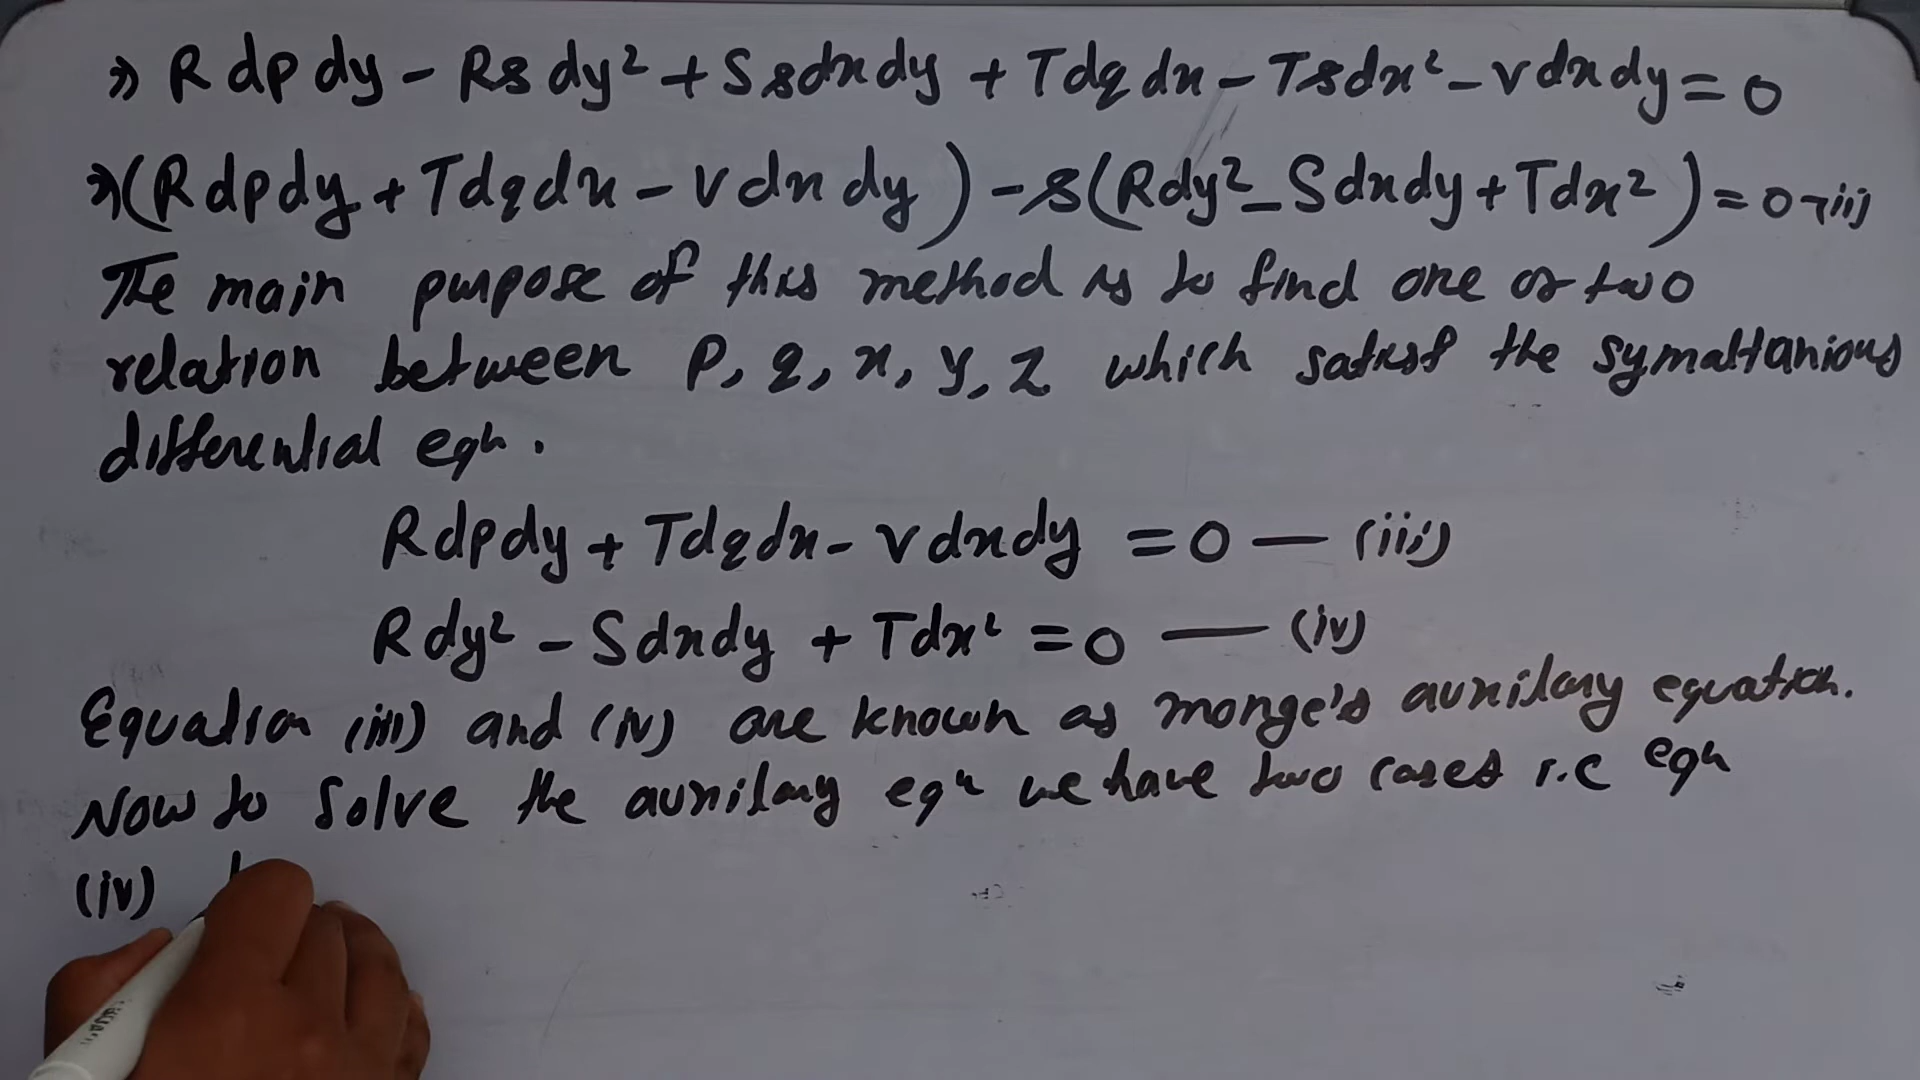 ⇒ R dp dy - Rs dy² + S s dx dy + T dq dx - T s dx² - V dx dy = 0
⇒ (R dp dy + T dq dx - V dx dy) - s(R dy² - S dx dy + T dx²) = 0 -(ii)
The main purpose of this method is to find one or two
relation between P, q, x, y, z which satisf the symaltanious
differential eqn.
R dp dy + T dq dx - V dx dy = 0 — (iii)
R dy² - S dx dy + T dx² = 0 — (iv)
Equation (iii) and (iv) are known as monge's auxilary equation.
Now to solve the auxilary eqn we have two cases i.e eqn
(iv)